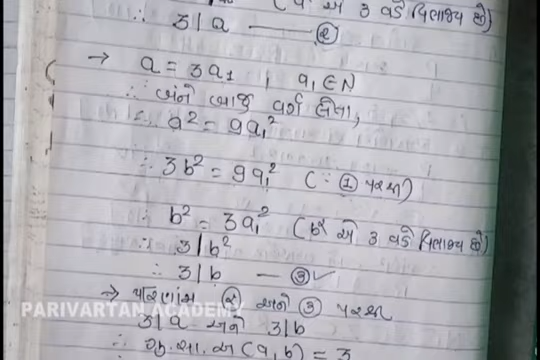 ( a² એ 3 વડે વિભાજ્ય છે)
∴ 3 | a —— ②
→ a = 3a₁ , a₁ ∈ N
∴ બંને બાજુ વર્ગ લેતા,
∴ a² = 9a₁²
∴ 3b² = 9a₁² (∵ ① પરથી)
∴ b² = 3a₁² (b² એ 3 વડે વિભાજ્ય છે)
∴ 3 | b²
∴ 3 | b — ③ ✓
→ પરિણામ ② અને ③ પરથી
PARIVARTAN ACADEMY
3 | a અને 3 | b
∴ ગુ.સા.અ (a, b) = 3